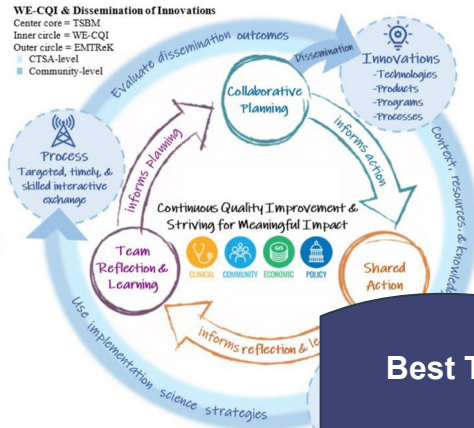 WE-CQI & Dissemination of Innovations
Center core = TSBM
Inner circle = WE-CQI
Outer circle = EMTReK
CTSA-level
Community-level
Evaluate dissemination outcomes
Dissemination
Innovations
-Technologies
-Products
-Programs
-Processes
Collaborative
Planning
informs planning
informs action
Process
Targeted, timely, &
skilled interactive
exchange
Context, resources, &
Continuous Quality Improvement &
Striving for Meaningful Impact
CLINICAL COMMUNITY ECONOMIC POLICY
Team
Reflection &
Learning
Shared
Action
informs reflection &
Use implementation science strategies
Best